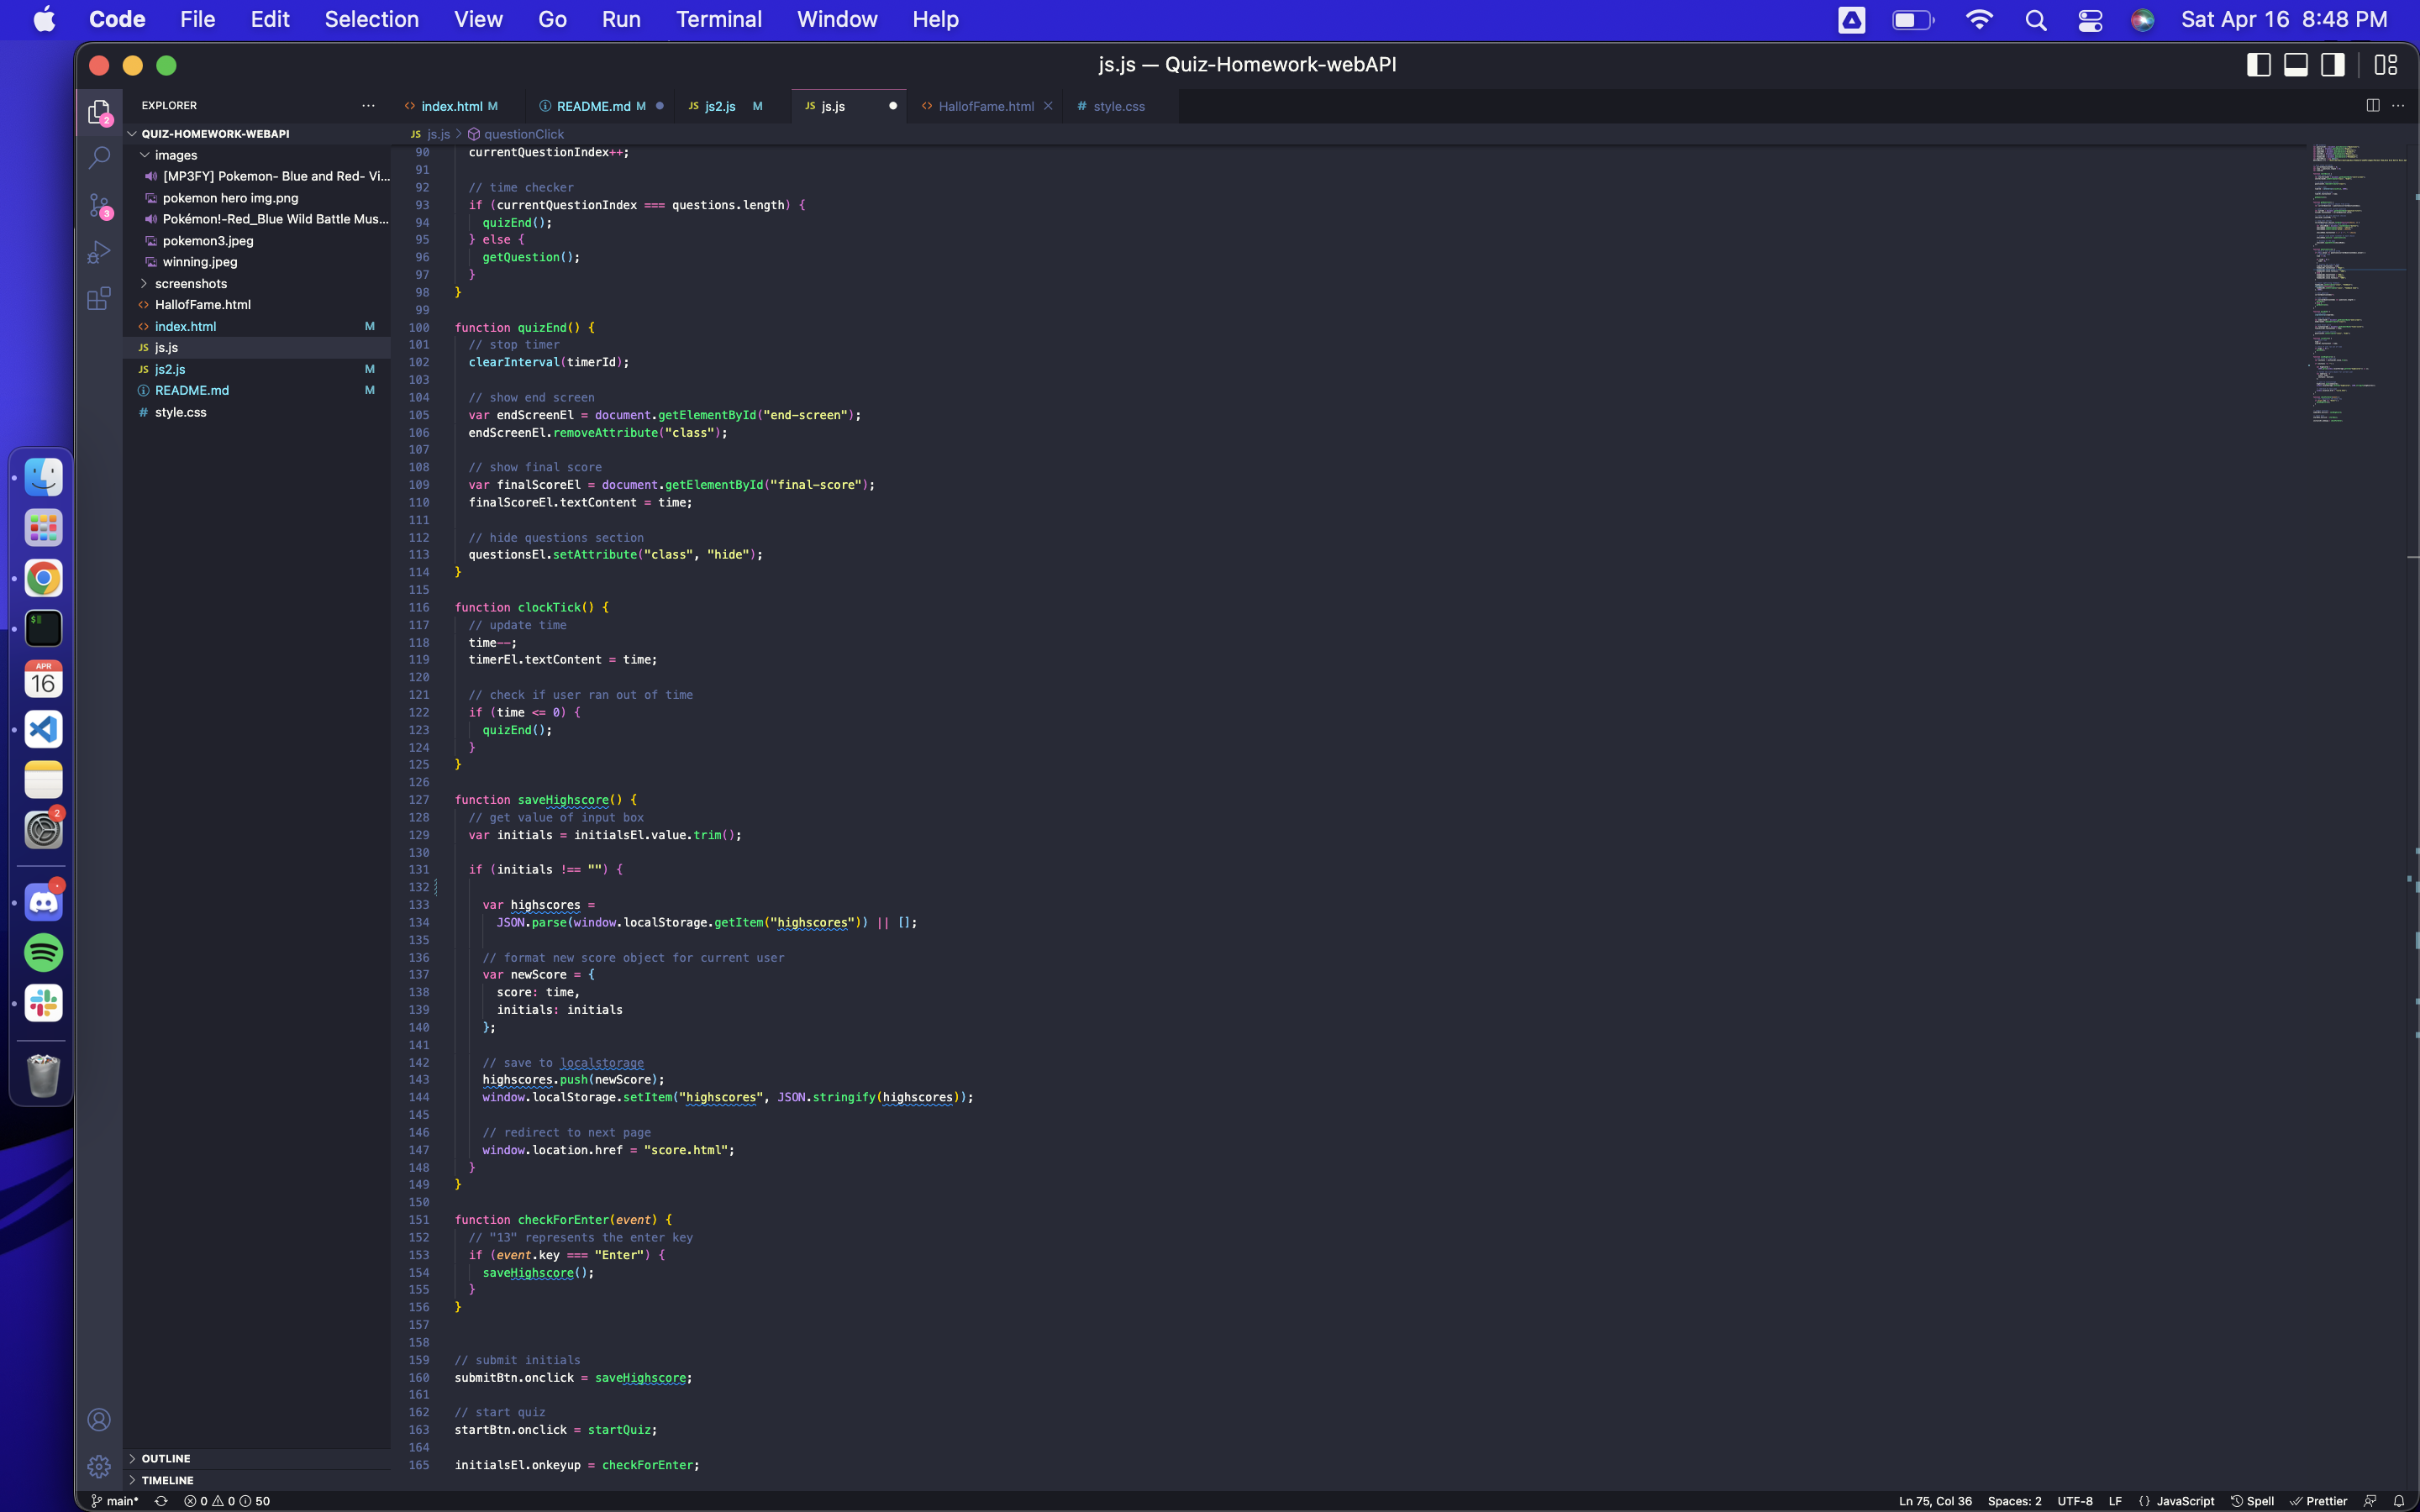 Code File Edit Selection View Go Run Terminal Window Help Sat Apr 16 8:48 PM
js.js — Quiz-Homework-webAPI
EXPLORER
index.html M
README.md M
js2.js M
js.js
HallofFame.html
style.css
QUIZ-HOMEWORK-WEBAPI
js.js > questionClick
images
[MP3FY] Pokemon- Blue and Red- Vi...
pokemon hero img.png
Pokémon!-Red_Blue Wild Battle Mus...
pokemon3.jpeg
winning.jpeg
screenshots
HallofFame.html
index.html M
js.js
js2.js M
README.md M
style.css
2
3
90 currentQuestionIndex++;
91
92 // time checker
93 if (currentQuestionIndex === questions.length) {
94 quizEnd();
95 } else {
96 getQuestion();
97 }
98 }
99
100 function quizEnd() {
101 // stop timer
102 clearInterval(timerId);
103
104 // show end screen
105 var endScreenEl = document.getElementById("end-screen");
106 endScreenEl.removeAttribute("class");
107
108 // show final score
109 var finalScoreEl = document.getElementById("final-score");
110 finalScoreEl.textContent = time;
111
112 // hide questions section
113 questionsEl.setAttribute("class", "hide");
114 }
115
116 function clockTick() {
117 // update time
118 time--;
119 timerEl.textContent = time;
120
121 // check if user ran out of time
122 if (time <= 0) {
123 quizEnd();
124 }
125 }
126
127 function saveHighscore() {
128 // get value of input box
129 var initials = initialsEl.value.trim();
130
131 if (initials !== "") {
132
133 var highscores =
134 JSON.parse(window.localStorage.getItem("highscores")) || [];
135
136 // format new score object for current user
137 var newScore = {
138 score: time,
139 initials: initials
140 };
141
142 // save to localstorage
143 highscores.push(newScore);
144 window.localStorage.setItem("highscores", JSON.stringify(highscores));
145
146 // redirect to next page
147 window.location.href = "score.html";
148 }
149 }
150
151 function checkForEnter(event) {
152 // "13" represents the enter key
153 if (event.key === "Enter") {
154 saveHighscore();
155 }
156 }
157
158
159 // submit initials
160 submitBtn.onclick = saveHighscore;
161
162 // start quiz
163 startBtn.onclick = startQuiz;
164
165 initialsEl.onkeyup = checkForEnter;
APR
16
2
OUTLINE
TIMELINE
main* 0 0 50 Ln 75, Col 36 Spaces: 2 UTF-8 LF {} JavaScript Spell Prettier